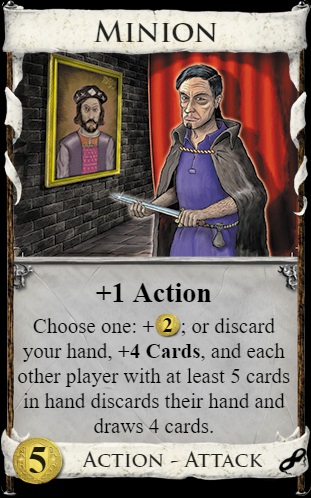 MINION
+1 Action
Choose one: +2; or discard
your hand, +4 Cards, and each
other player with at least 5 cards
in hand discards their hand and
draws 4 cards.
5 ACTION - ATTACK